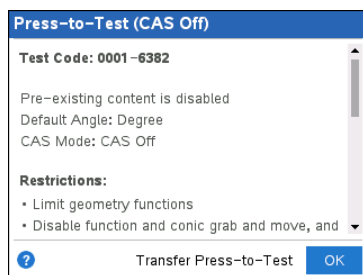 Press-to-Test (CAS Off)
Test Code: 0001-6382
Pre-existing content is disabled
Default Angle: Degree
CAS Mode: CAS Off
Restrictions:
• Limit geometry functions
• Disable function and conic grab and move, and
?
Transfer Press-to-Test
OK